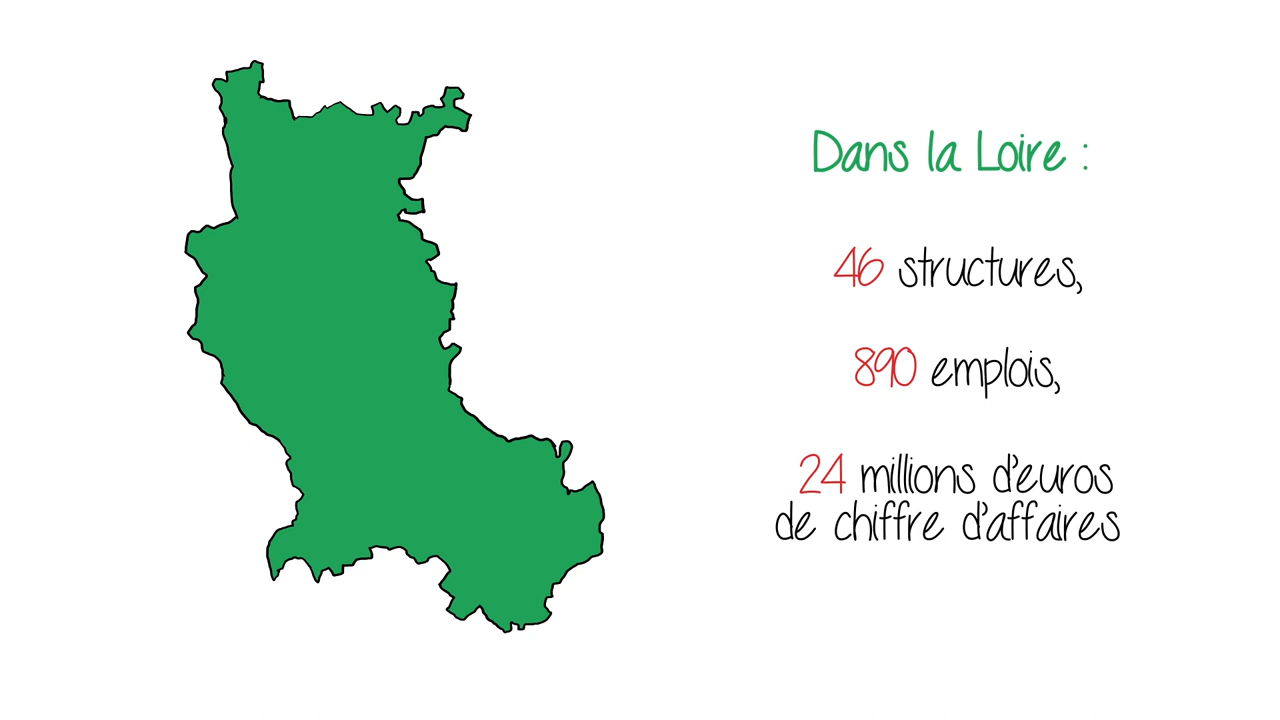 Dans la Loire :
46 structures,
890 emplois,
24 millions d'euros
de chiffre d'affaires